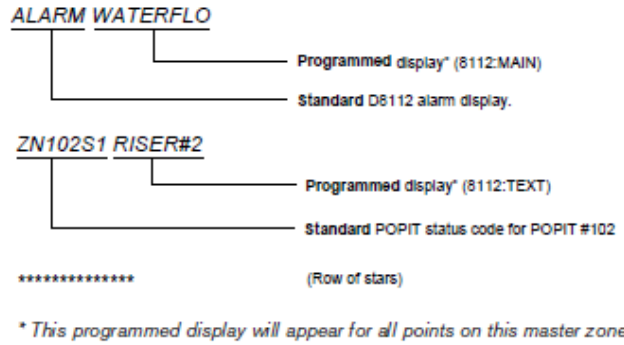 ALARM WATERFLO
Programmed display* (8112:MAIN)
Standard D8112 alarm display.
ZN102S1 RISER#2
Programmed display* (8112:TEXT)
Standard POPIT status code for POPIT #102
************** (Row of stars)
* This programmed display will appear for all points on this master zone